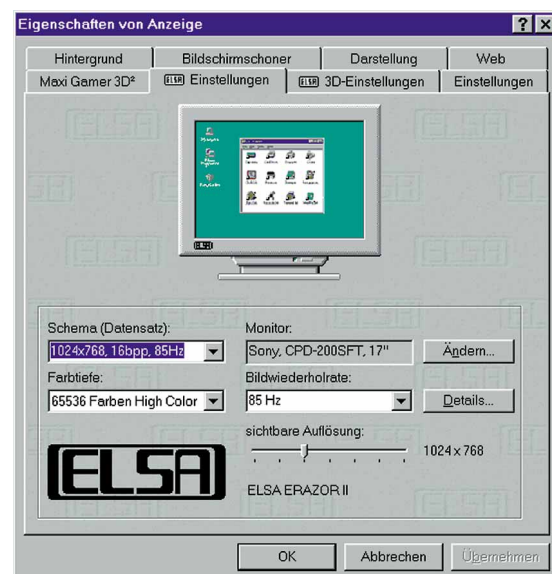 Eigenschaften von Anzeige
Hintergrund Bildschirmschoner Darstellung Web
Maxi Gamer 3D² ELSA Einstellungen ELSA 3D-Einstellungen Einstellungen
ELSA
Schema (Datensatz): Monitor:
1024x768, 16bpp, 85Hz Sony, CPD-200SFT, 17" Ändern...
Farbtiefe: Bildwiederholrate:
65536 Farben High Color 85 Hz Details...
sichtbare Auflösung:
1024 x 768
ELSA
ELSA ERAZOR II
OK Abbrechen Übernehmen